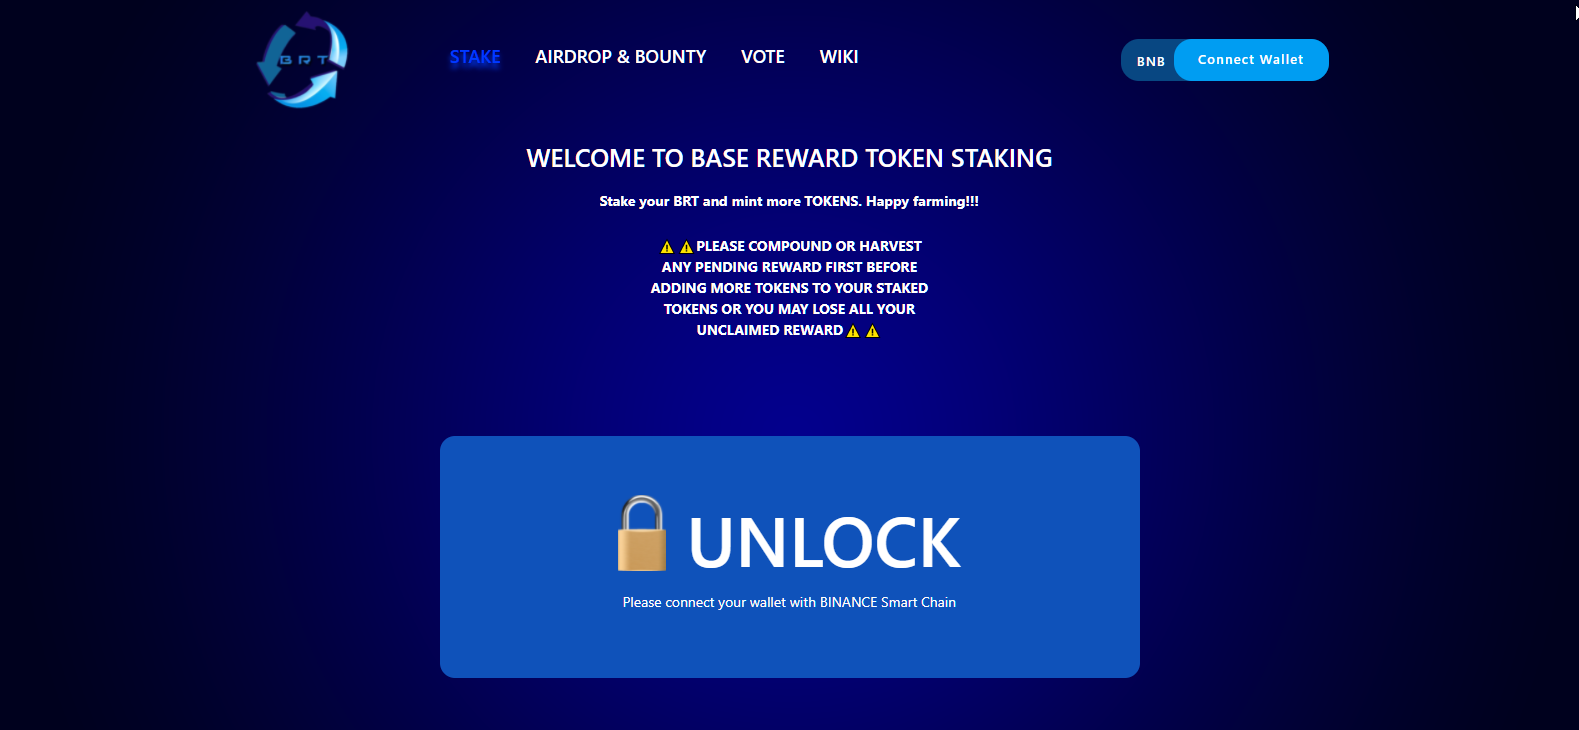 BRT
STAKE
AIRDROP & BOUNTY
VOTE
WIKI
BNB
Connect Wallet
WELCOME TO BASE REWARD TOKEN STAKING
Stake your BRT and mint more TOKENS. Happy farming!!!
⚠️ ⚠️ PLEASE COMPOUND OR HARVEST
ANY PENDING REWARD FIRST BEFORE
ADDING MORE TOKENS TO YOUR STAKED
TOKENS OR YOU MAY LOSE ALL YOUR
UNCLAIMED REWARD ⚠️ ⚠️
🔒 UNLOCK
Please connect your wallet with BINANCE Smart Chain